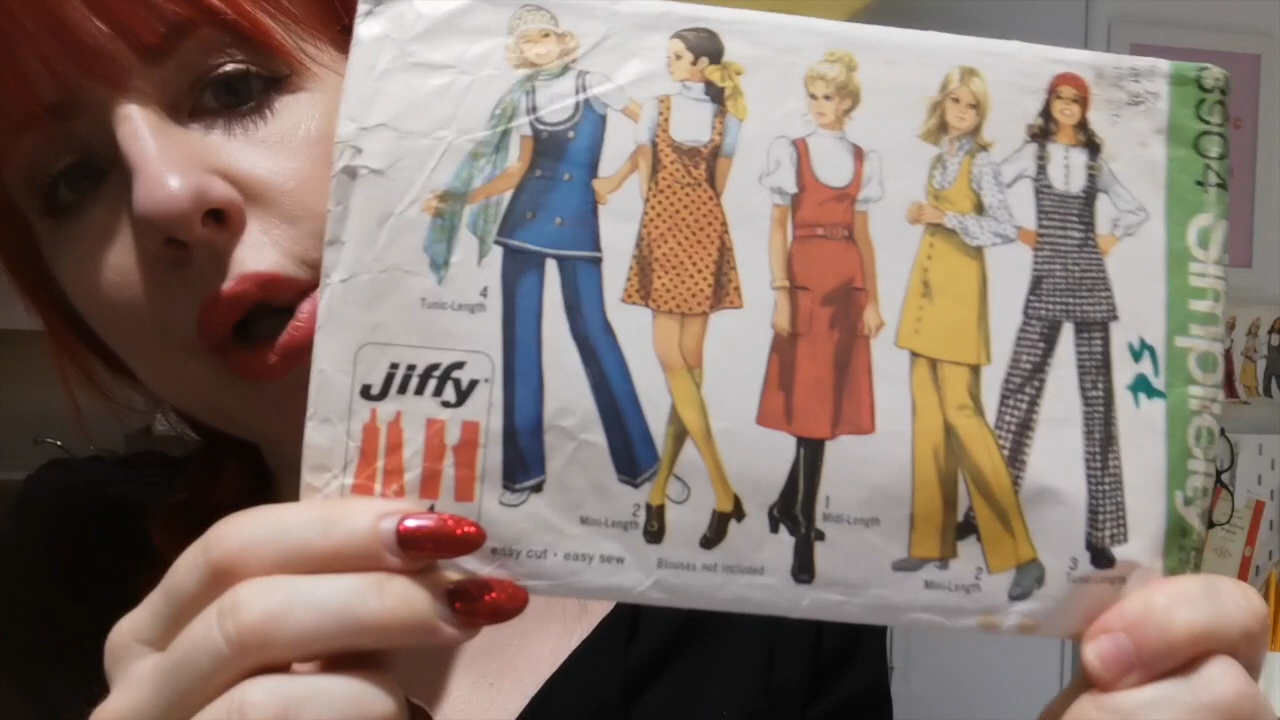 4
Tunic-Length
jiffy
easy cut • easy sew
2
Mini-Length
Blouses not included
1
Midi-Length
2
Mini-Length
3
Tunic-Length
75
8904 Simplicity